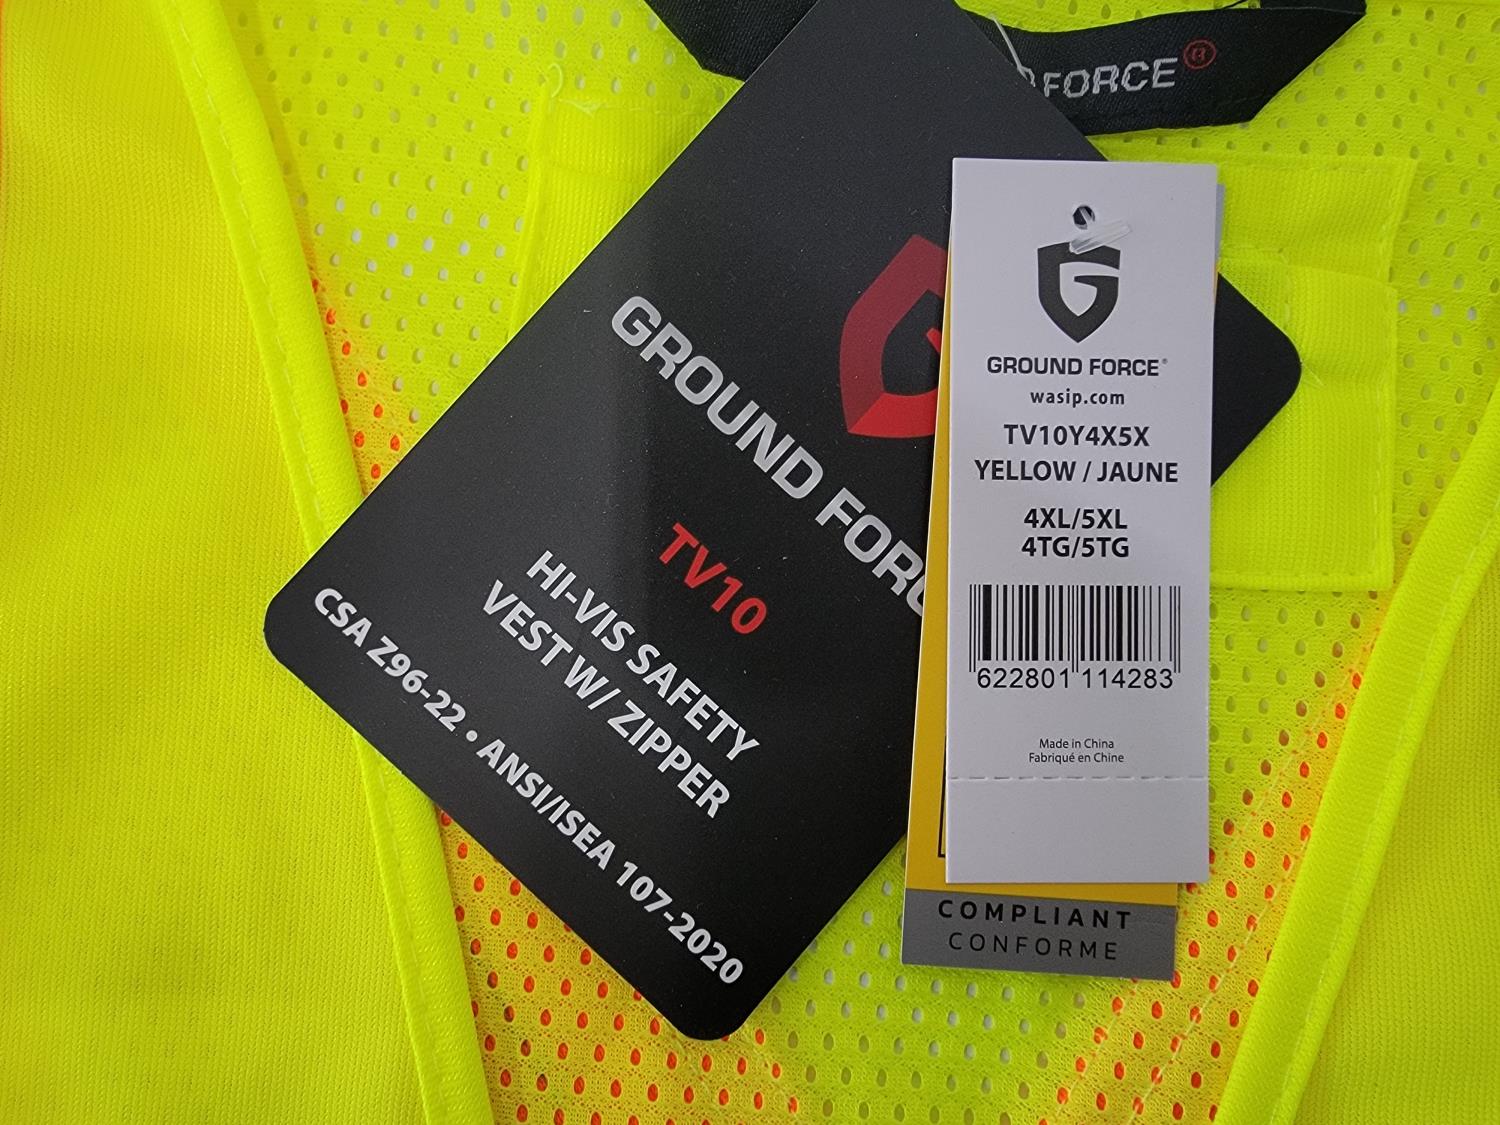 FORCE®
GROUND FORC
TV10
HI-VIS SAFETY
VEST W/ ZIPPER
CSA Z96-22 • ANSI/ISEA 107-2020
G
GROUND FORCE®
wasip.com
TV10Y4X5X
YELLOW / JAUNE
4XL/5XL
4TG/5TG
622801 114283
Made in China
Fabriqué en Chine
COMPLIANT
CONFORME